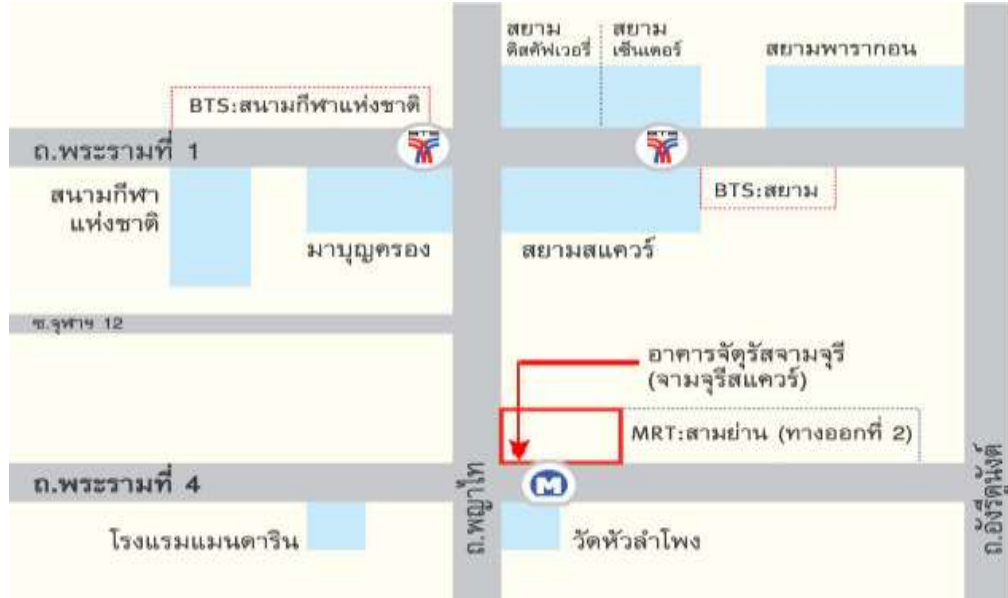 สยาม
ดิสคัฟเวอรี่
สยาม
เซ็นเตอร์
สยามพารากอน
BTS:สนามกีฬาแห่งชาติ
BTS
BTS
ถ.พระรามที่ 1
สนามกีฬา
แห่งชาติ
BTS:สยาม
มาบุญครอง
สยามสแควร์
ซ.จุฬาฯ 12
อาคารจัตุรัสจามจุรี
(จามจุรีสแควร์)
MRT:สามย่าน (ทางออกที่ 2)
ถ.พระรามที่ 4
M
ถ.พญาไท
ถ.อังรีดูนังต์
โรงแรมแมนดาริน
วัดหัวลำโพง